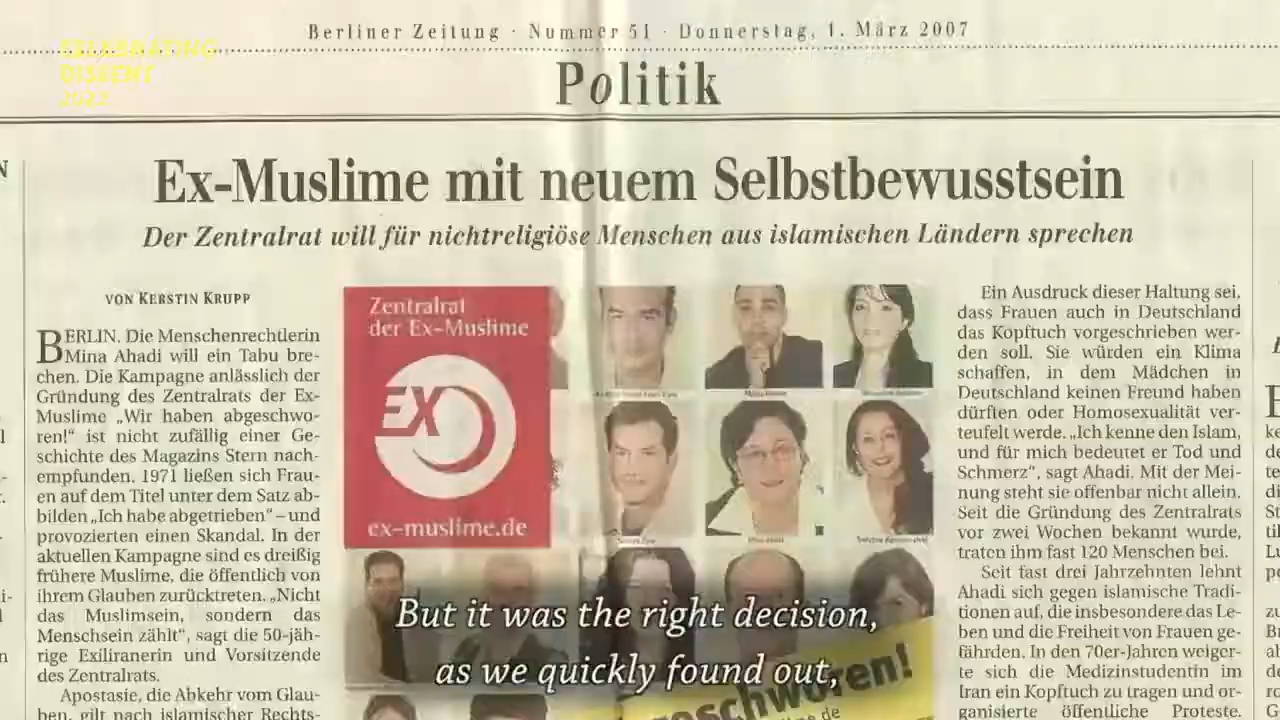 CELEBRATING
DISSENT
2022
Berliner Zeitung · Nummer 51 · Donnerstag, 1. März 2007
Politik
Ex-Muslime mit neuem Selbstbewusstsein
Der Zentralrat will für nichtreligiöse Menschen aus islamischen Ländern sprechen
VON KERSTIN KRUPP
BERLIN. Die Menschenrechtlerin
Mina Ahadi will ein Tabu bre-
chen. Die Kampagne anlässlich der
Gründung des Zentralrats der Ex-
Muslime „Wir haben abgeschwo-
ren!“ ist nicht zufällig einer Ge-
schichte des Magazins Stern nach-
empfunden. 1971 ließen sich Frau-
en auf dem Titel unter dem Satz ab-
bilden „Ich habe abgetrieben“ – und
provozierten einen Skandal. In der
aktuellen Kampagne sind es dreißig
frühere Muslime, die öffentlich von
ihrem Glauben zurücktreten. „Nicht
das Muslimsein, sondern das
Menschsein zählt“, sagt die 50-jäh-
rige Exiliranerin und Vorsitzende
des Zentralrats.
Apostasie, die Abkehr vom Glau-
ben, gilt nach islamischer Rechts-
Zentralrat
der Ex-Muslime
EX
ex-muslime.de
But it was the right decision,
as we quickly found out,
geschworen!
ne.de
Ein Ausdruck dieser Haltung sei,
dass Frauen auch in Deutschland
das Kopftuch vorgeschrieben wer-
den soll. Sie würden ein Klima
schaffen, in dem Mädchen in
Deutschland keinen Freund haben
dürften oder Homosexualität ver-
teufelt werde. „Ich kenne den Islam,
und für mich bedeutet er Tod und
Schmerz“, sagt Ahadi. Mit der Mei-
nung steht sie offenbar nicht allein.
Seit die Gründung des Zentralrats
vor zwei Wochen bekannt wurde,
traten ihm fast 120 Menschen bei.
Seit fast drei Jahrzehnten lehnt
Ahadi sich gegen islamische Tradi-
tionen auf, die insbesondere das Le-
ben und die Freiheit von Frauen ge-
fährden. In den 70er-Jahren weiger-
te sich die Medizinstudentin im
Iran ein Kopftuch zu tragen und or-
ganisierte öffentliche Proteste.